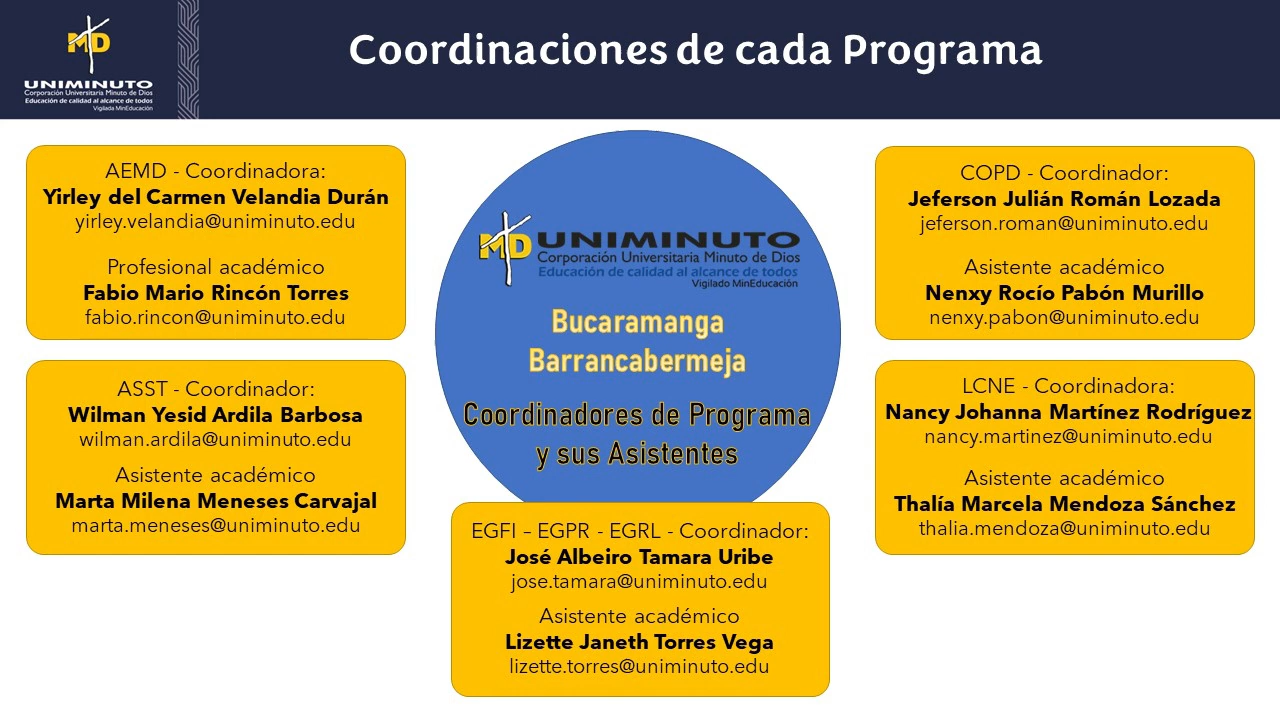 MD
UNIMINUTO
Corporación Universitaria Minuto de Dios
Educación de calidad al alcance de todos
Vigilado MinEducación
Coordinaciones de cada Programa
AEMD - Coordinadora:
Yirley del Carmen Velandia Durán
yirley.velandia@uniminuto.edu
Profesional académico
Fabio Mario Rincón Torres
fabio.rincon@uniminuto.edu
ASST - Coordinador:
Wilman Yesid Ardila Barbosa
wilman.ardila@uniminuto.edu
Asistente académico
Marta Milena Meneses Carvajal
marta.meneses@uniminuto.edu
MD UNIMINUTO
Corporación Universitaria Minuto de Dios
Educación de calidad al alcance de todos
Vigilado MinEducación
Bucaramanga
Barrancabermeja
Coordinadores de Programa
y sus Asistentes
EGFI – EGPR - EGRL - Coordinador:
José Albeiro Tamara Uribe
jose.tamara@uniminuto.edu
Asistente académico
Lizette Janeth Torres Vega
lizette.torres@uniminuto.edu
COPD - Coordinador:
Jeferson Julián Román Lozada
jeferson.roman@uniminuto.edu
Asistente académico
Nenxy Rocío Pabón Murillo
nenxy.pabon@uniminuto.edu
LCNE - Coordinadora:
Nancy Johanna Martínez Rodríguez
nancy.martinez@uniminuto.edu
Asistente académico
Thalía Marcela Mendoza Sánchez
thalia.mendoza@uniminuto.edu